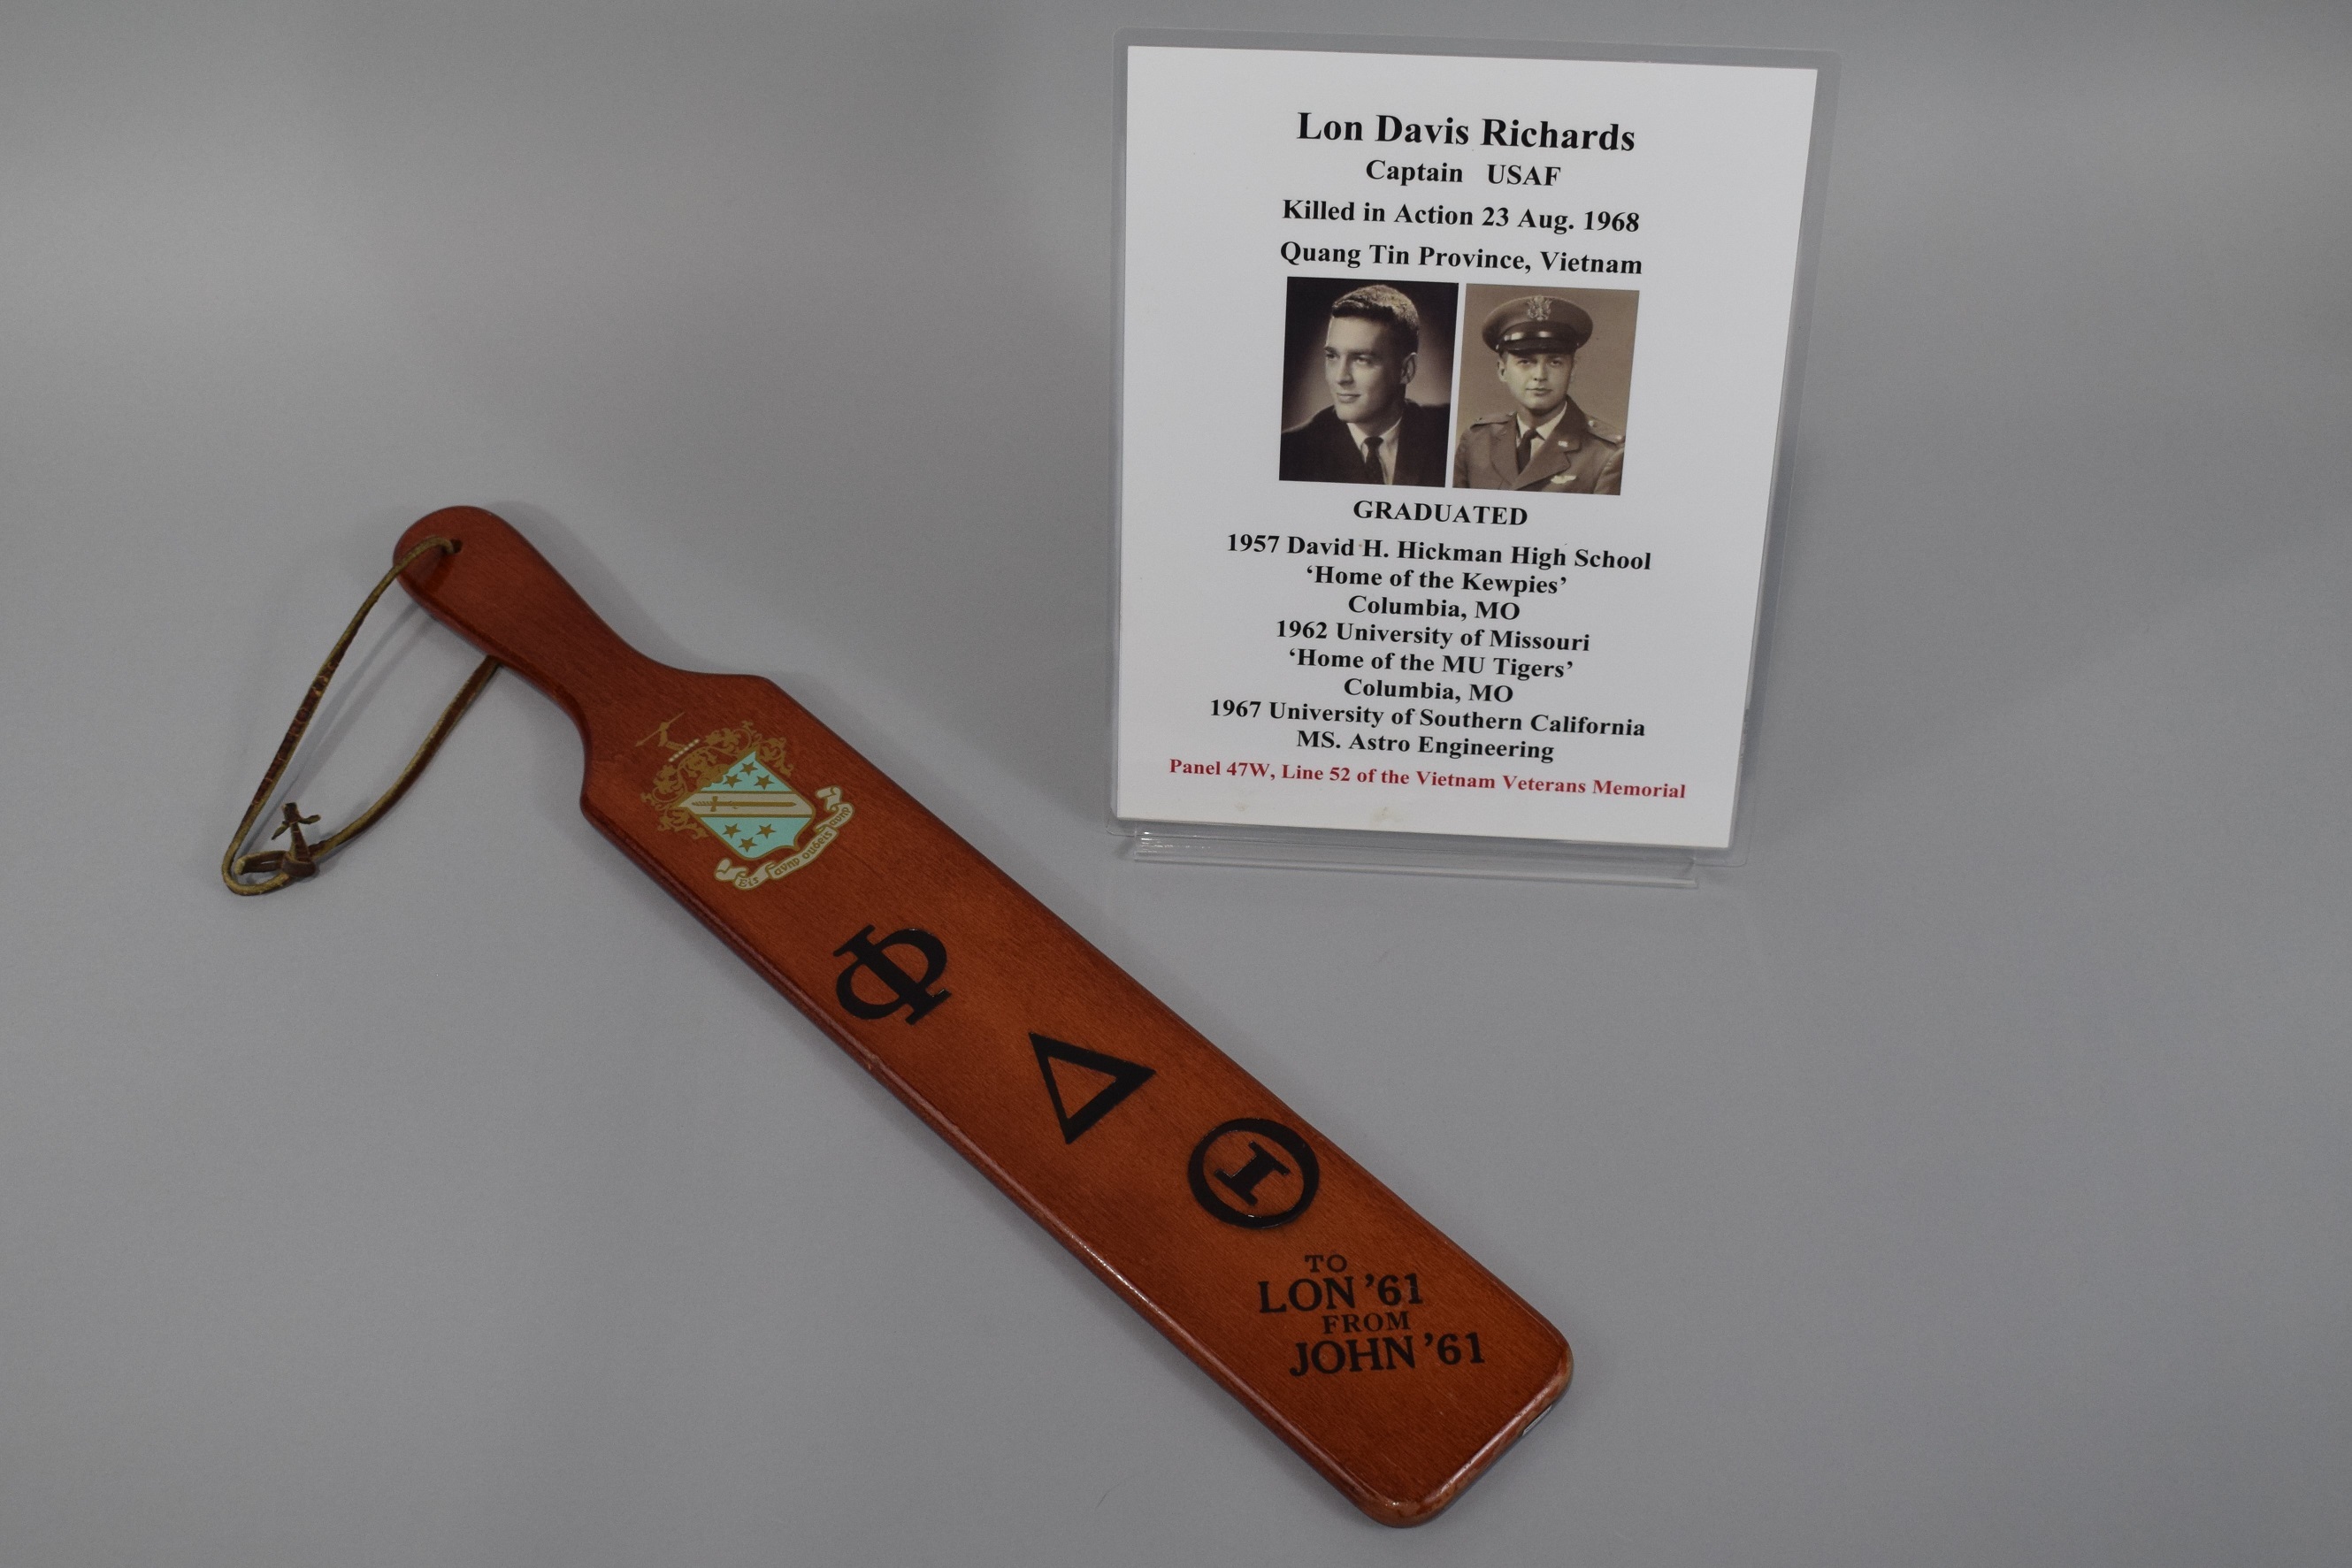 Lon Davis Richards
Captain USAF
Killed in Action 23 Aug. 1968
Quang Tin Province, Vietnam
GRADUATED
1957 David H. Hickman High School
‘Home of the Kewpies’
Columbia, MO
1962 University of Missouri
‘Home of the MU Tigers’
Columbia, MO
1967 University of Southern California
MS. Astro Engineering
Panel 47W, Line 52 of the Vietnam Veterans Memorial
Φ
Δ
Θ
TO
LON ’61
FROM
JOHN ’61